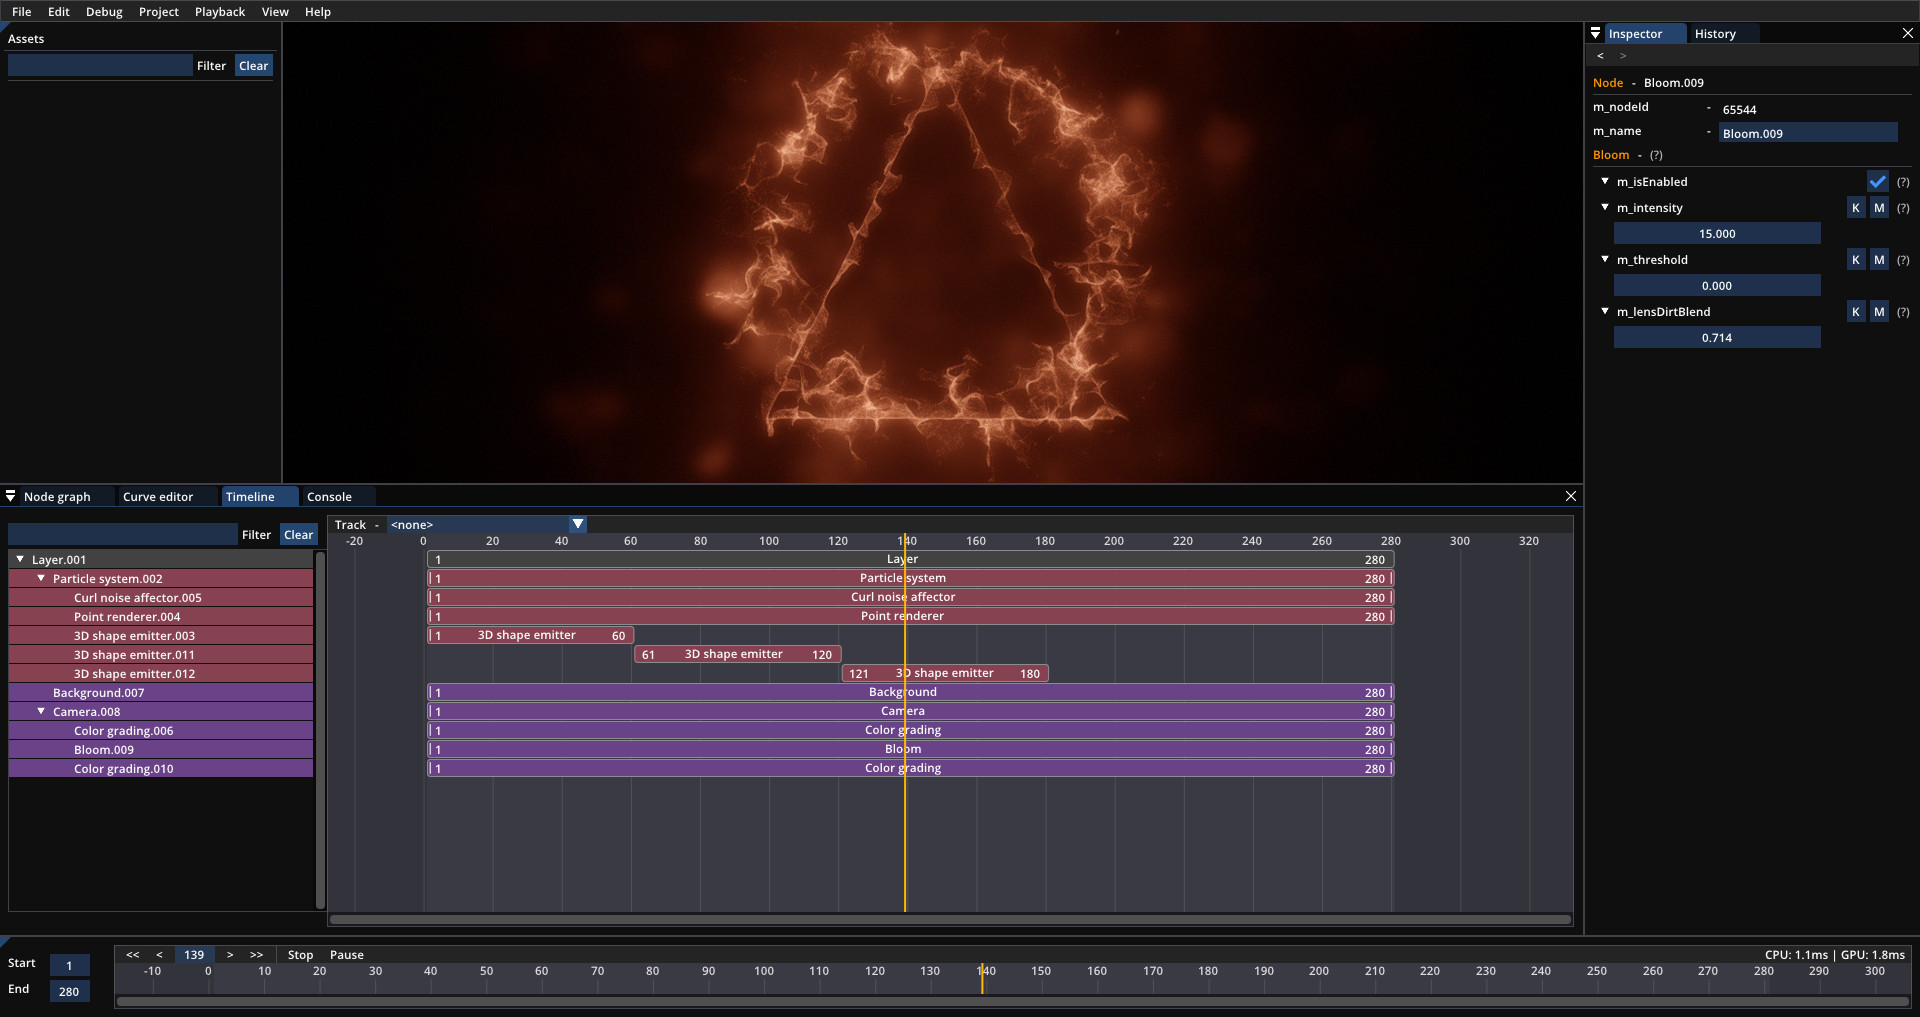 File Edit Debug Project Playback View Help
Assets
Filter Clear
Inspector History
< >
Node - Bloom.009
m_nodeId - 65544
m_name - Bloom.009
Bloom - (?)
m_isEnabled (?)
m_intensity K M (?)
15.000
m_threshold K M (?)
0.000
m_lensDirtBlend K M (?)
0.714
Node graph Curve editor Timeline Console
Filter Clear
Track - <none>
-20 0 20 40 60 80 100 120 140 160 180 200 220 240 260 280 300 320
Layer.001 1 Layer 280
Particle system.002 1 Particle system 280
Curl noise affector.005 1 Curl noise affector 280
Point renderer.004 1 Point renderer 280
3D shape emitter.003 1 3D shape emitter 60
3D shape emitter.011 61 3D shape emitter 120
3D shape emitter.012 121 3D shape emitter 180
Background.007 1 Background 280
Camera.008 1 Camera 280
Color grading.006 1 Color grading 280
Bloom.009 1 Bloom 280
Color grading.010 1 Color grading 280
Start 1
End 280
<< < 139 > >> Stop Pause
CPU: 1.1ms | GPU: 1.8ms
-10 0 10 20 30 40 50 60 70 80 90 100 110 120 130 140 150 160 170 180 190 200 210 220 230 240 250 260 270 280 290 300